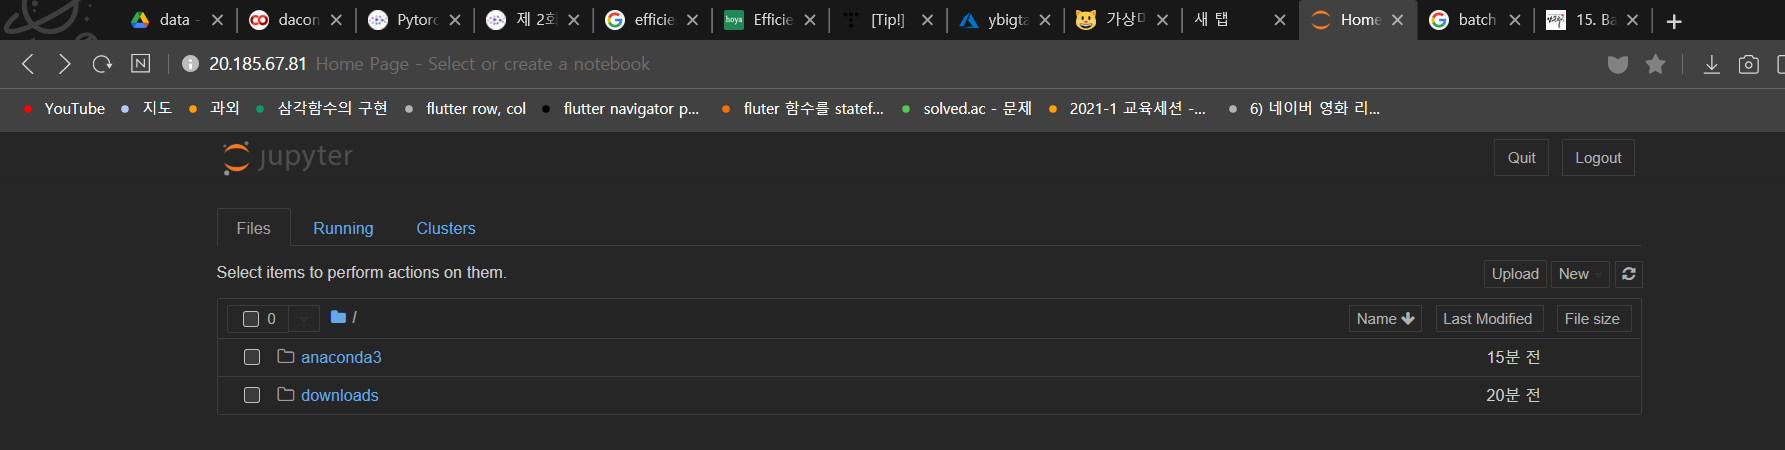 data - dacon Pytorc 제 2회 efficie Efficie [Tip!] ybigta 가상머 새 탭 Home batch 15. Ba
20.185.67.81 Home Page - Select or create a notebook
YouTube 지도 과외 삼각함수의 구현 flutter row, col flutter navigator p... fluter 함수를 statef... solved.ac - 문제 2021-1 교육세션 -... 6) 네이버 영화 리...
jupyter Quit Logout
Files Running Clusters
Select items to perform actions on them. Upload New
0 / Name Last Modified File size
anaconda3 15분 전
downloads 20분 전